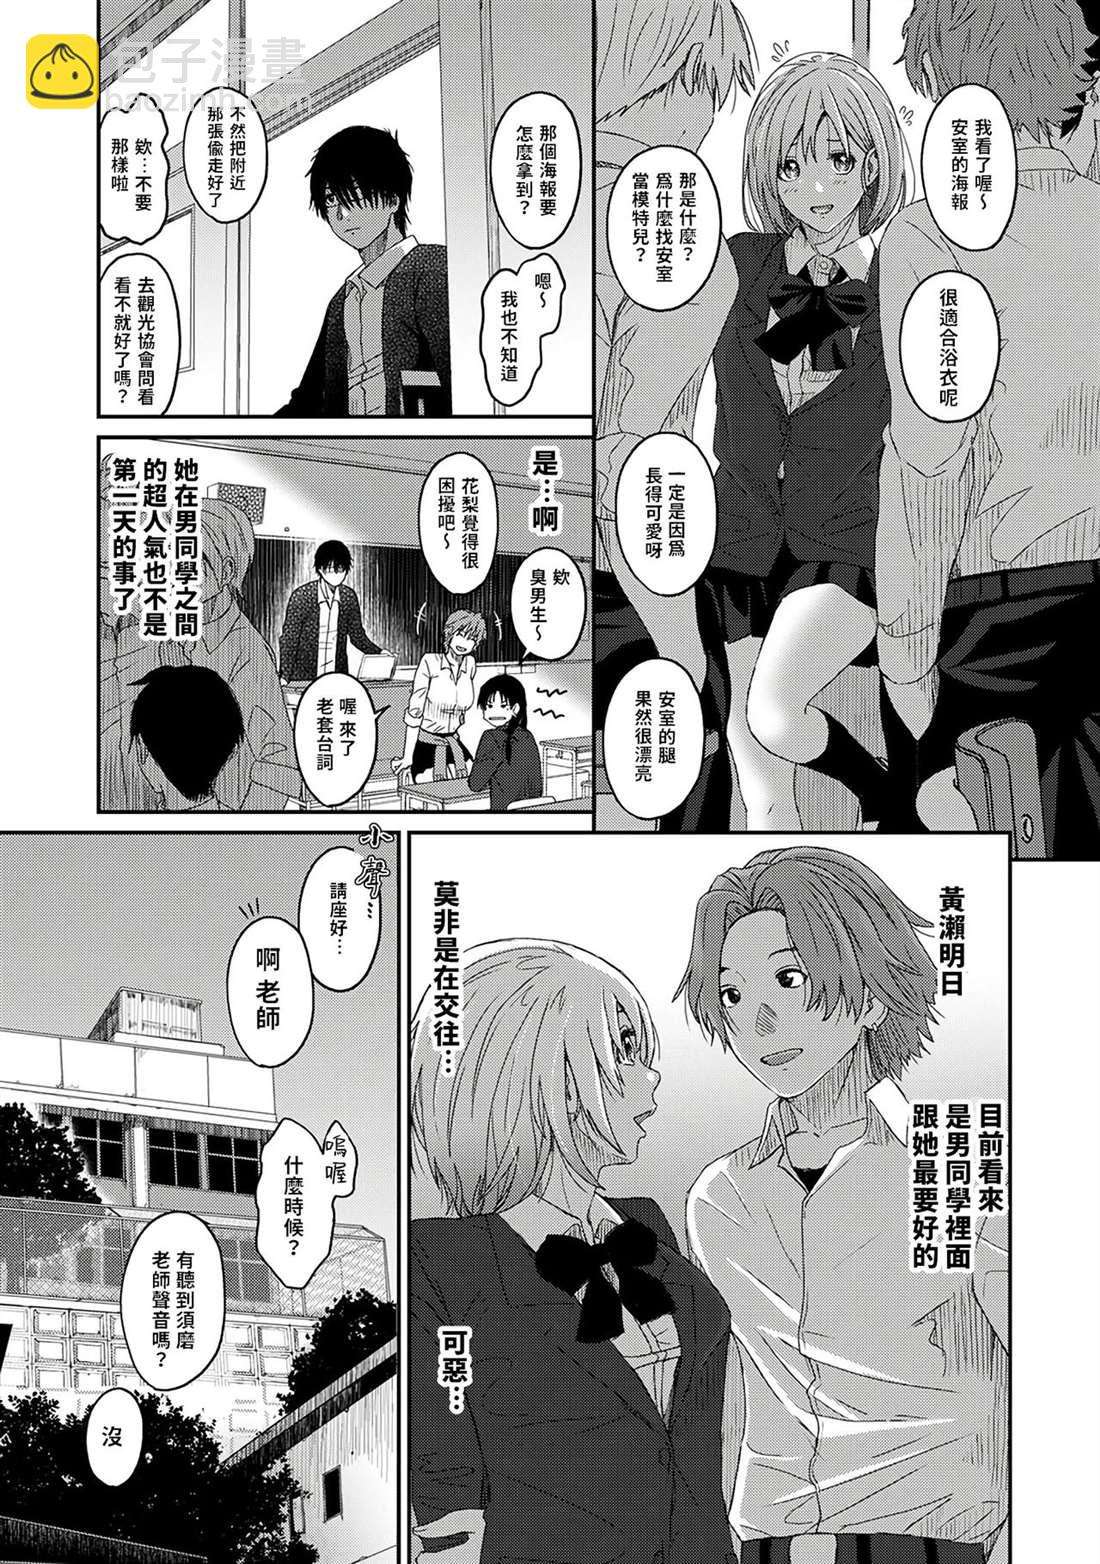 包子漫畫
baozimh.com
我看了喔～
安室的海報
很適合浴衣呢
那是什麼？
爲什麼找安室
當模特兒？
一定是因爲
長得可愛呀
安室的腿
果然很漂亮
那個海報要
怎麼拿到？
嗯～
我也不知道
不然把附近
那張偷走好了
欸…不要
那樣啦
去觀光協會問看
看不就好了嗎？
是…啊
欸
臭男生～
花梨覺得很
困擾吧～
喔來了
老套台詞
她在男同學之間
的超人氣也不是
第一天的事了
黃瀨明日
目前看來
是男同學裡面
跟她最要好的
莫非是在交往…
可惡…
小聲…
請座好…
啊老師
嗚喔
什麼時候？
有聽到須磨
老師聲音嗎？
沒